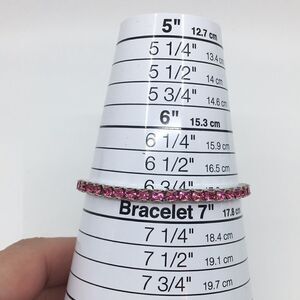 5" 12.7 cm
5 1/4" 13.4 cm
5 1/2" 14 cm
5 3/4" 14.6 cm
6" 15.3 cm
6 1/4" 15.9 cm
6 1/2" 16.5 cm
6 3/4"
Bracelet 7" 17.8 cm
7 1/4" 18.4 cm
7 1/2" 19.1 cm
7 3/4" 19.7 cm